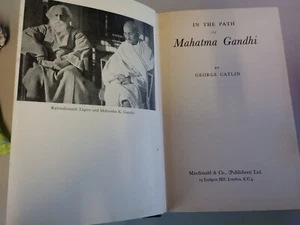 Rabindranath Tagore and Mahatma K. Gandhi
IN THE PATH
OF
Mahatma Gandhi
BY
GEORGE CATLIN
Macdonald & Co., (Publishers) Ltd.
19 Ludgate Hill, London, E.C.4